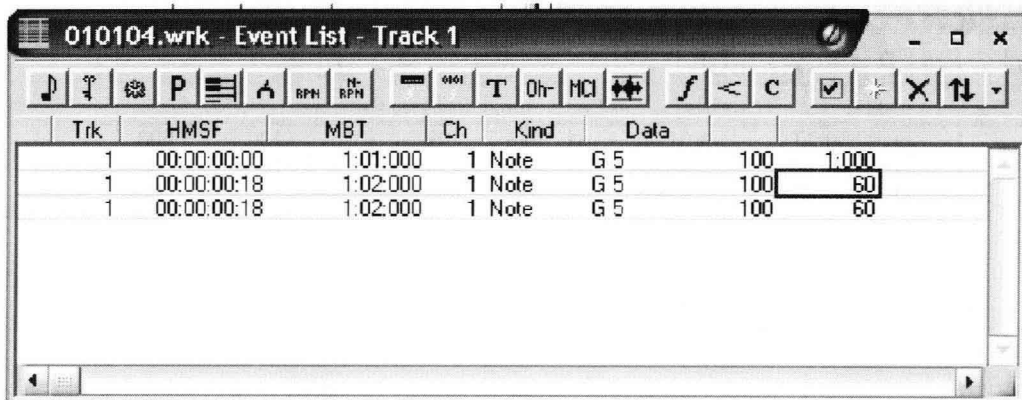 010104.wrk - Event List - Track 1
P RPN N-RPN 0101 T Oh- MCI f < C
Trk HMSF MBT Ch Kind Data
1 00:00:00:00 1:01:000 1 Note G 5 100 1:000
1 00:00:00:18 1:02:000 1 Note G 5 100 60
1 00:00:00:18 1:02:000 1 Note G 5 100 60